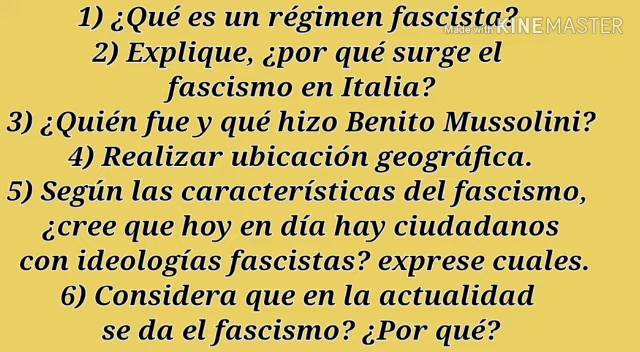 1) ¿Qué es un régimen fascista?
Made with KINEMASTER
2) Explique, ¿por qué surge el
fascismo en Italia?
3) ¿Quién fue y qué hizo Benito Mussolini?
4) Realizar ubicación geográfica.
5) Según las características del fascismo,
¿cree que hoy en día hay ciudadanos
con ideologías fascistas? exprese cuales.
6) Considera que en la actualidad
se da el fascismo? ¿Por qué?